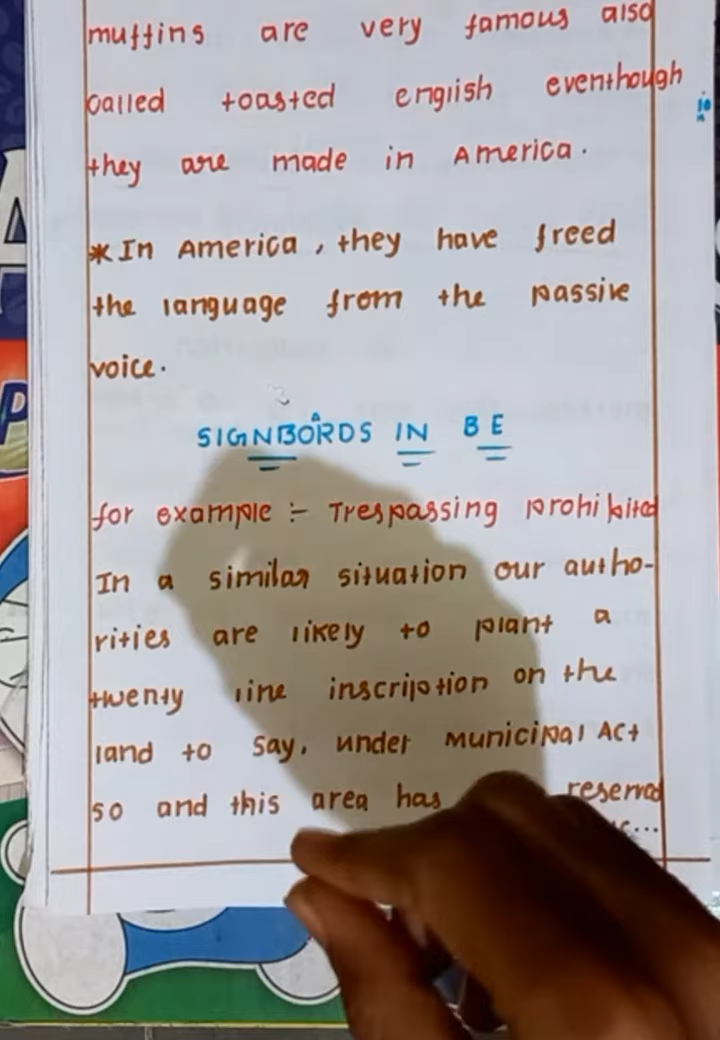 muffins are very famous also
called toasted english eventhough
they are made in America.
*In America, they have freed
the language from the passive
voice.
SIGNBORDS IN BE
a
for example :- Trespassing prohibited
In a similar situation our autho-
rities are likely to plant a
twenty line inscription on the
land to say, under Municipal Act
so and this area has reserved